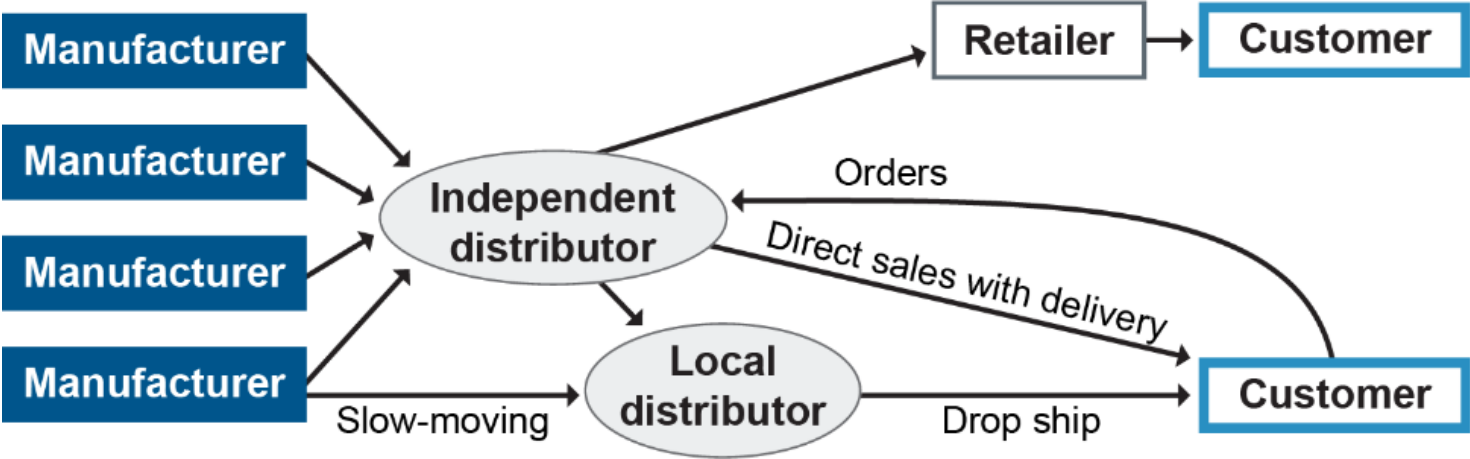 Manufacturer
Retailer
Customer
Manufacturer
Orders
Independent
distributor
Direct sales with delivery
Manufacturer
Manufacturer
Local
distributor
Customer
Slow-moving
Drop ship